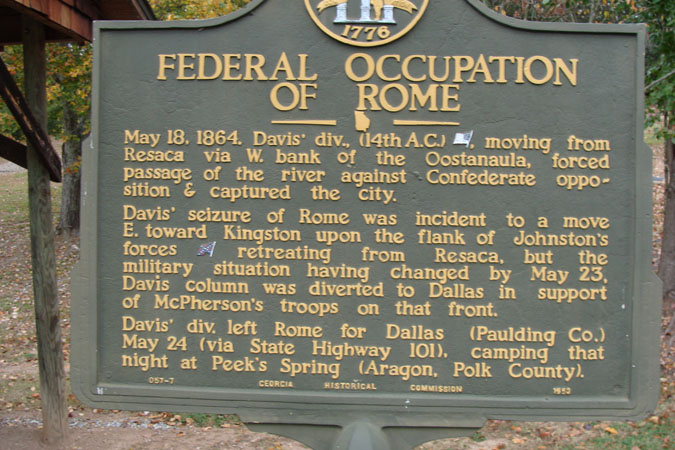 1776
FEDERAL OCCUPATION
OF ROME
May 18, 1864. Davis' div., (14th A.C.) , moving from
Resaca via W. bank of the Oostanaula, forced
passage of the river against Confederate oppo-
sition & captured the city.
Davis' seizure of Rome was incident to a move
E. toward Kingston upon the flank of Johnston's
forces retreating from Resaca, but the
military situation having changed by May 23,
Davis column was diverted to Dallas in support
of McPherson's troops on that front.
Davis' div. left Rome for Dallas (Paulding Co.)
May 24 (via State Highway 101), camping that
night at Peek's Spring (Aragon, Polk County).
057-7 GEORGIA HISTORICAL COMMISSION 1953